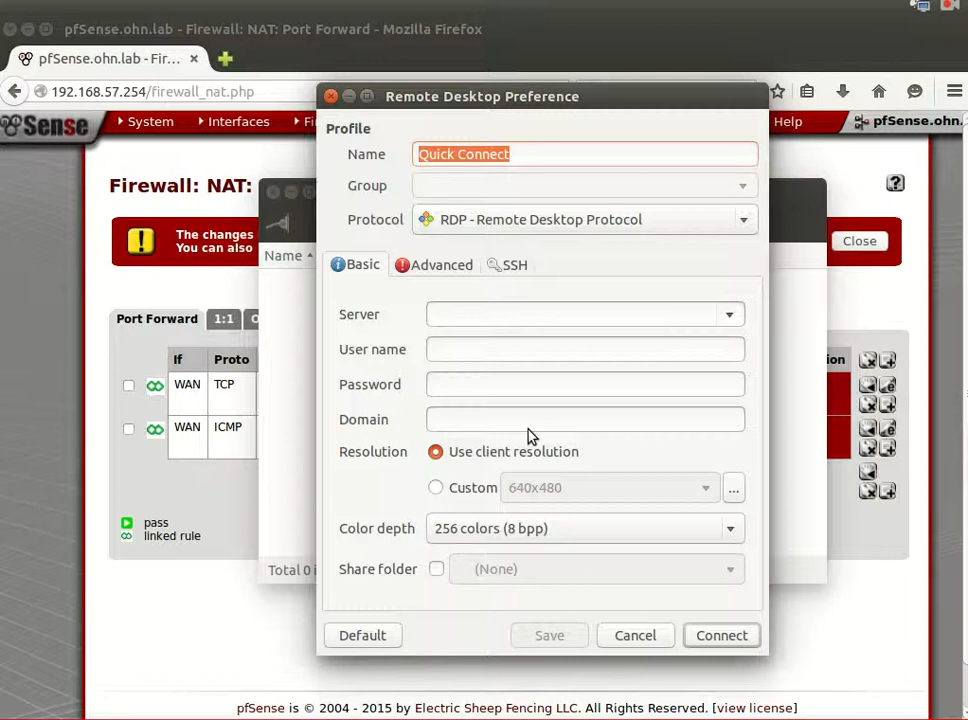 pfSense.ohn.lab - Firewall: NAT: Port Forward - Mozilla Firefox
pfSense.ohn.lab - Fir...
192.168.57.254/firewall_nat.php
Sense
System
Interfaces
Help
pfSense.ohn.
Firewall: NAT:
The changes
You can also
Close
Name
Port Forward
1:1
If
Proto
WAN
TCP
WAN
ICMP
pass
linked rule
Remote Desktop Preference
Profile
Name
Quick Connect
Group
Protocol
RDP - Remote Desktop Protocol
Basic
Advanced
SSH
Server
User name
Password
Domain
Resolution
Use client resolution
Custom
640x480
...
Color depth
256 colors (8 bpp)
Share folder
(None)
Default
Save
Cancel
Connect
pfSense is © 2004 - 2015 by Electric Sheep Fencing LLC. All Rights Reserved. [view license]